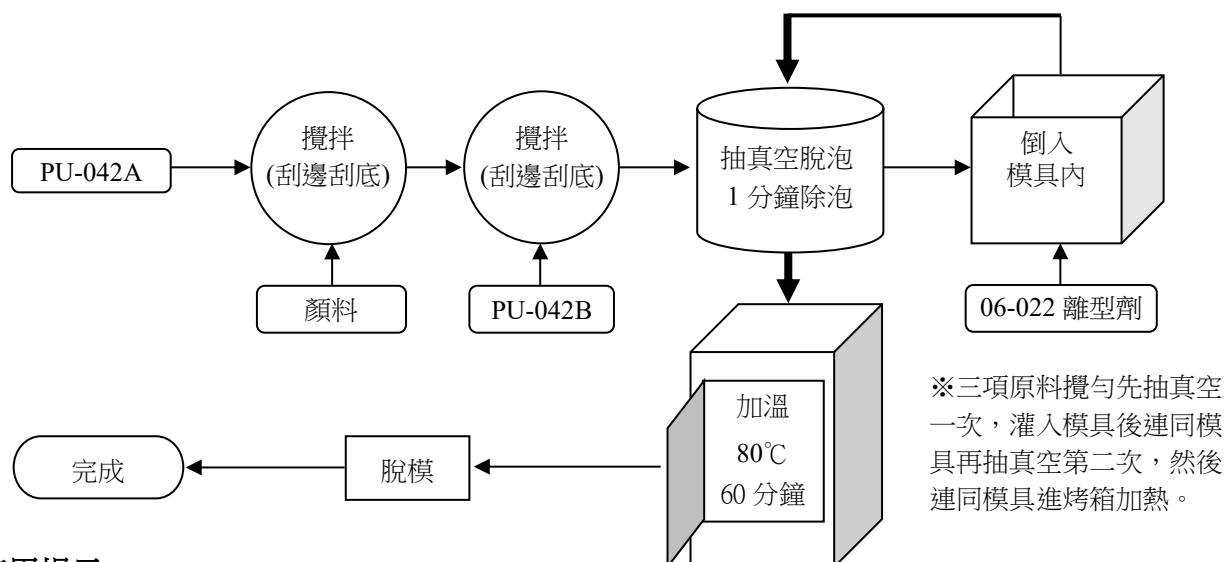 攪拌
(刮邊刮底)
攪拌
(刮邊刮底)
抽真空脫泡
1 分鐘除泡
倒入
模具內
PU-042A
顏料
PU-042B
06-022 離型劑
※三項原料攪勻先抽真空
一次，灌入模具後連同模
具再抽真空第二次，然後
連同模具進烤箱加熱。
加溫
80℃
60 分鐘
脫模
完成